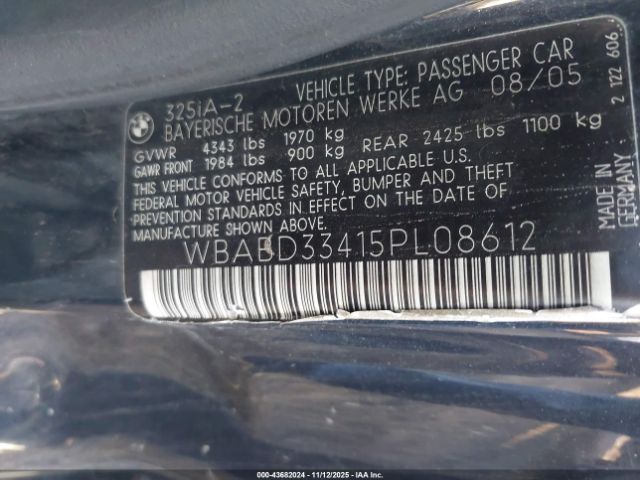 325iA-2 VEHICLE TYPE: PASSENGER CAR
BAYERISCHE MOTOREN WERKE AG 08/05
GVWR 4343 lbs 1970 kg
GAWR FRONT 1984 lbs 900 kg REAR 2425 lbs 1100 kg
THIS VEHICLE CONFORMS TO ALL APPLICABLE U.S.
FEDERAL MOTOR VEHICLE SAFETY, BUMPER AND THEFT
PREVENTION STANDARDS IN EFFECT ON THE DATE OF
MANUFACTURE SHOWN ABOVE.
WBABD33415PL08612
2 122 606.
MADE IN
GERMANY
000-43682024 - 11/12/2025 - IAA Inc.